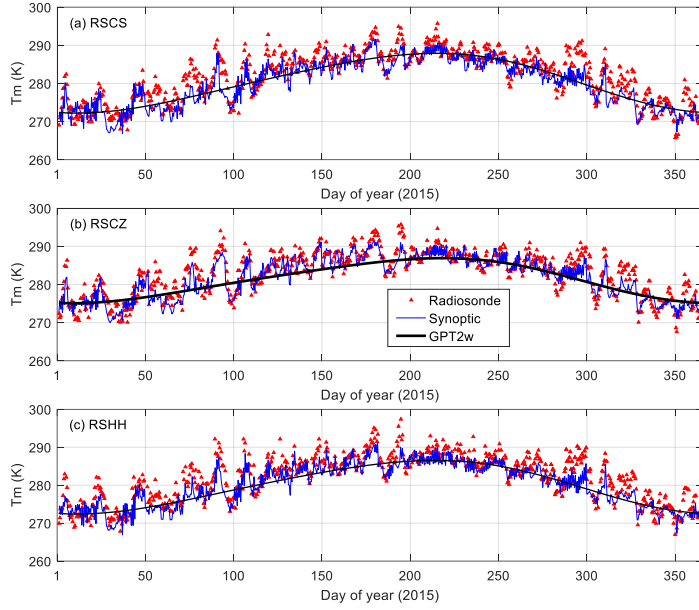 (a) RSCS
300
290
280
270
260
Tm (K)
1 50 100 150 200 250 300 350
Day of year (2015)
(b) RSCZ
300
290
280
270
260
Tm (K)
Radiosonde
Synoptic
GPT2w
1 50 100 150 200 250 300 350
Day of year (2015)
(c) RSHH
300
290
280
270
260
Tm (K)
1 50 100 150 200 250 300 350
Day of year (2015)